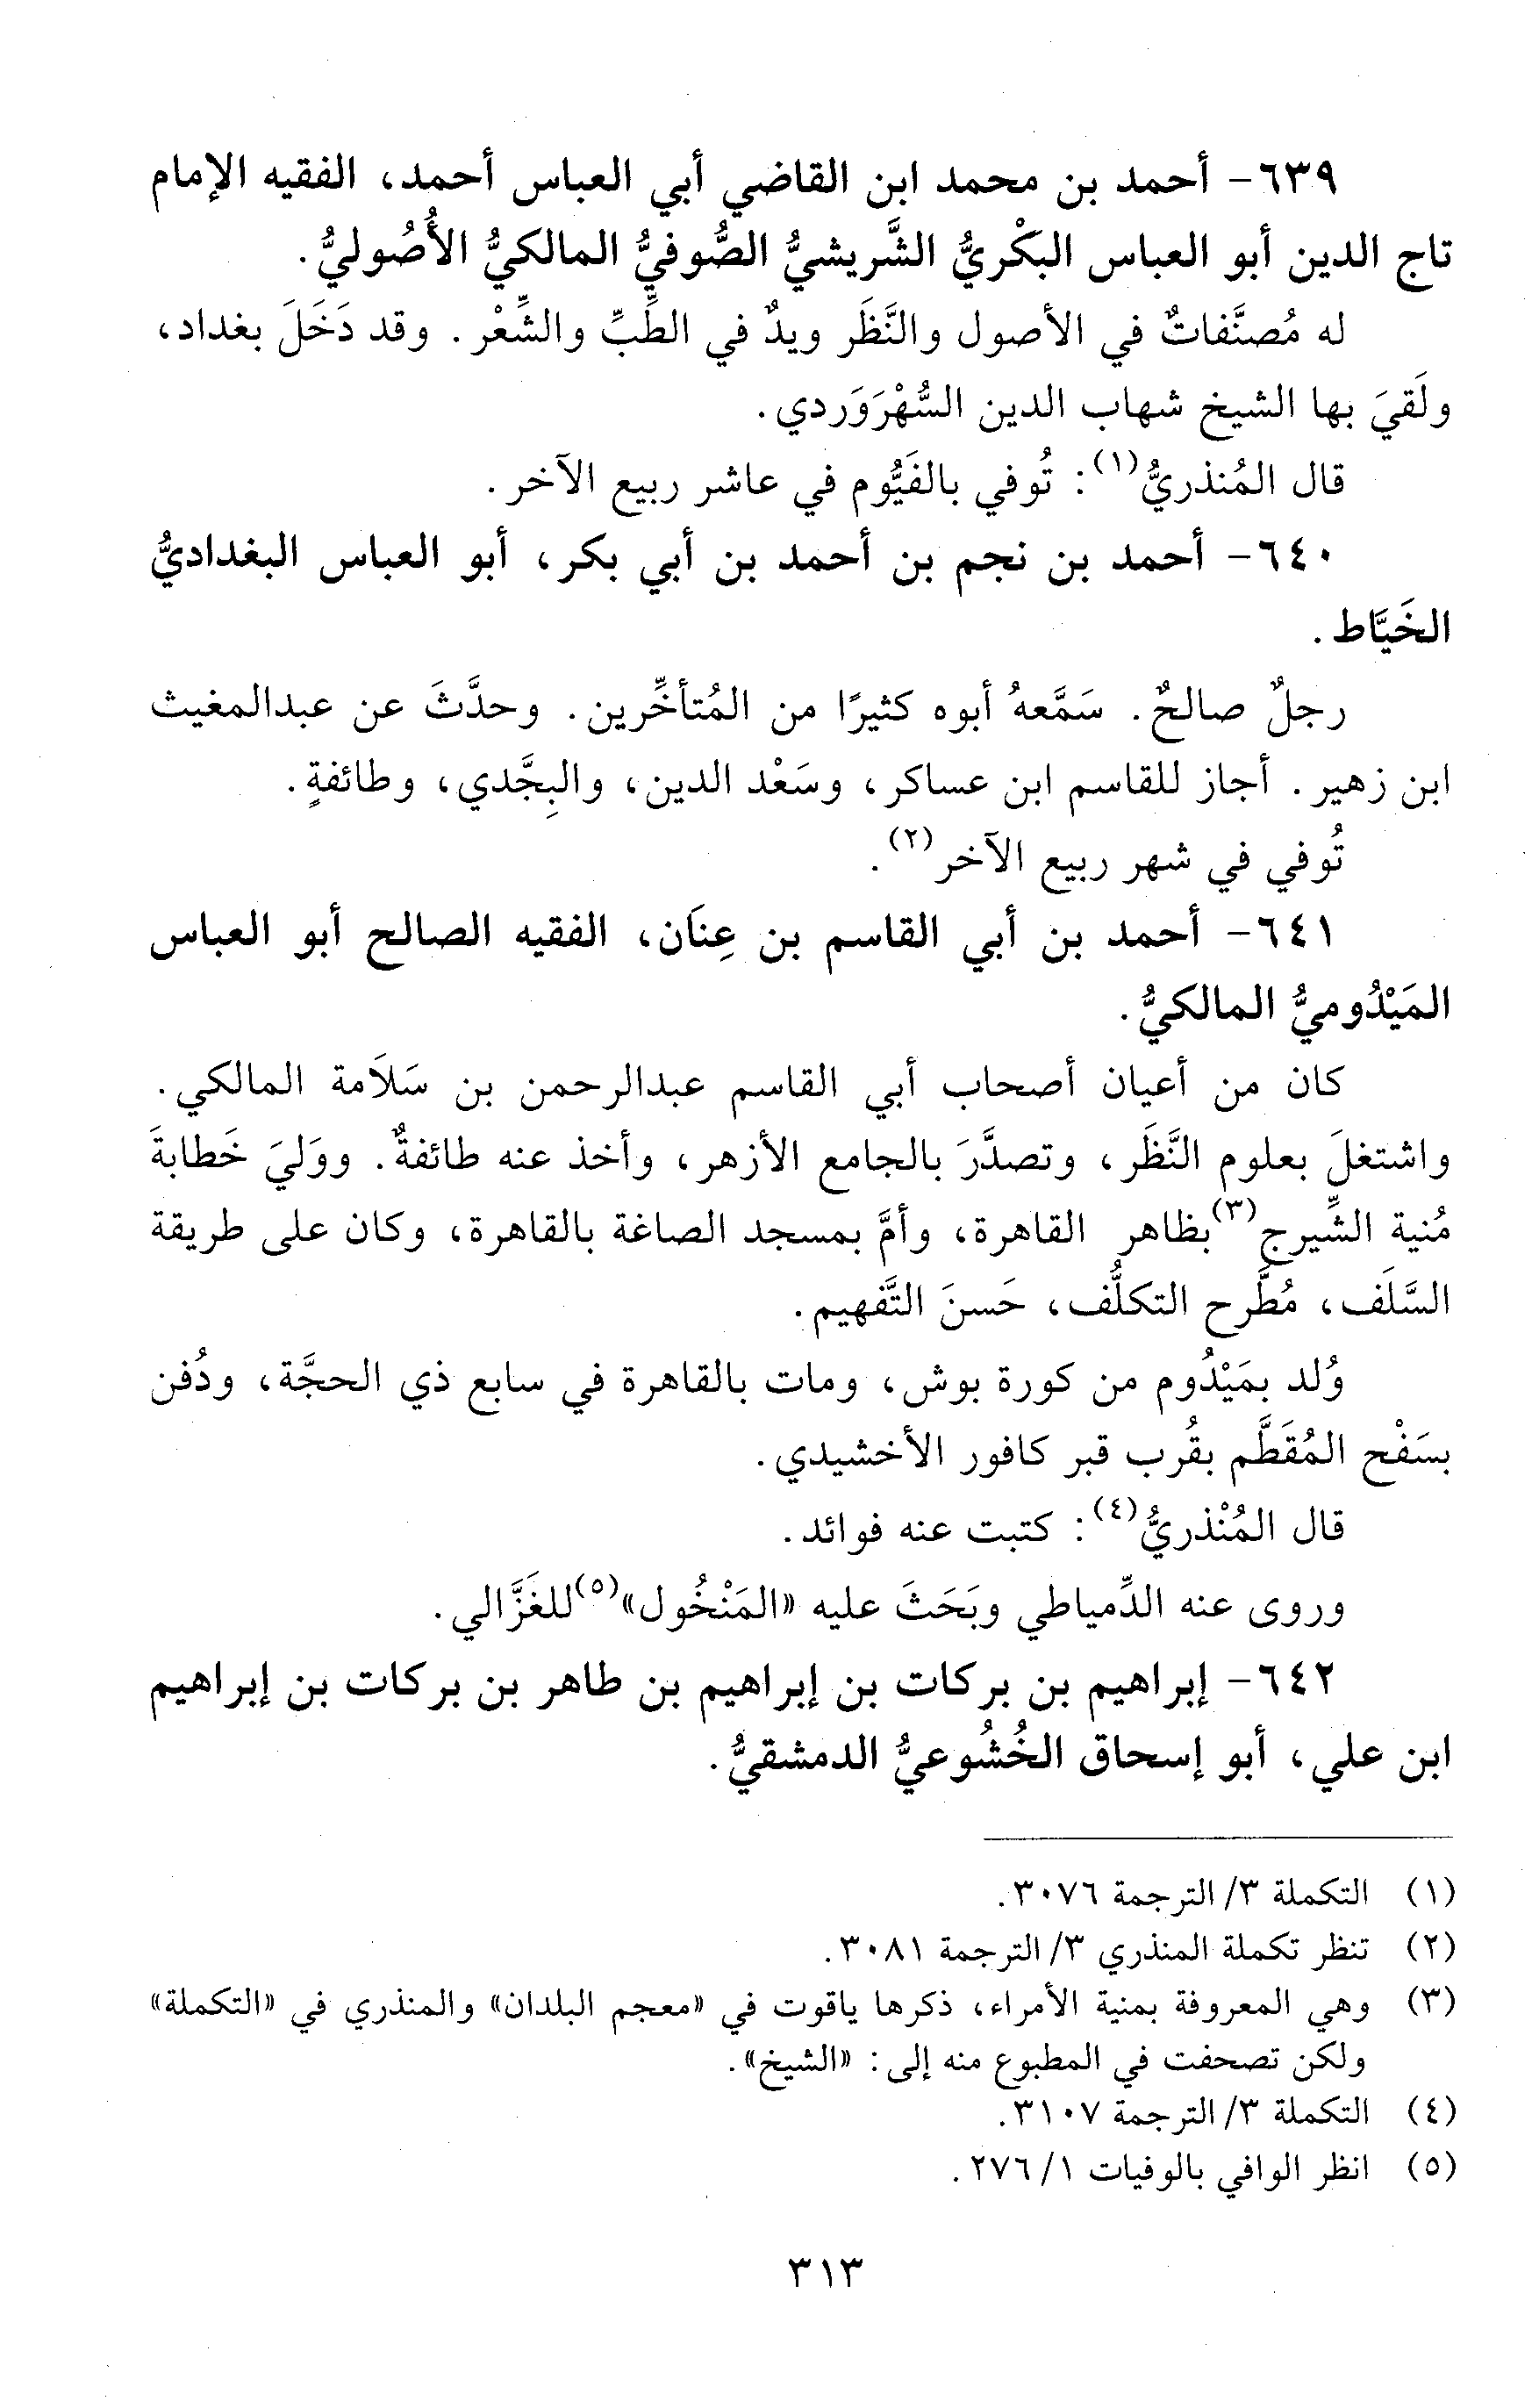 ٦٣٩- أحمد بن محمد ابن القاضي أبي العباس أحمد، الفقيه الإمام
تاج الدين أبو العباس البكْريُّ الشَّريشيُّ الصُّوفيُّ المالكيُّ الأُصُوليُّ.
له مُصنَّفاتٌ في الأصول والنَّظَر ويدٌ في الطِّبِّ والشِّعْر. وقد دَخَلَ بغداد،
ولَقيَ بها الشيخ شهاب الدين السُّهْرَوَردي.
قال المُنذريُّ(١): تُوفي بالفَيُّوم في عاشر ربيع الآخر.
٦٤٠- أحمد بن نجم بن أحمد بن أبي بكر، أبو العباس البغداديُّ
الخَيَّاط.
رجلٌ صالحٌ. سَمَّعهُ أبوه كثيرًا من المُتأخِّرين. وحدَّثَ عن عبدالمغيث
ابن زهير. أجاز للقاسم ابن عساكر، وسَعْد الدين، والبِجَّدي، وطائفةٍ.
تُوفي في شهر ربيع الآخر(٢).
٦٤١- أحمد بن أبي القاسم بن عِنَان، الفقيه الصالح أبو العباس
المَيْدُوميُّ المالكيُّ.
كان من أعيان أصحاب أبي القاسم عبدالرحمن بن سَلاَمة المالكي.
واشتغلَ بعلوم النَّظَر، وتصدَّرَ بالجامع الأزهر، وأخذ عنه طائفةٌ. ووَليَ خَطابةَ
مُنية الشِّيرج(٣) بظاهر القاهرة، وأمَّ بمسجد الصاغة بالقاهرة، وكان على طريقة
السَّلَف، مُطَّرح التكلُّف، حَسنَ التَّفهيم.
وُلد بمَيْدُوم من كورة بوش، ومات بالقاهرة في سابع ذي الحجَّة، ودُفن
بسَفْح المُقَطَّم بقُرب قبر كافور الأخشيدي.
قال المُنْذريُّ(٤): كتبت عنه فوائد.
وروى عنه الدِّمياطي وبَحَثَ عليه «المَنْخُول»(٥) للغَزَّالي.
٦٤٢- إبراهيم بن بركات بن إبراهيم بن طاهر بن بركات بن إبراهيم
ابن علي، أبو إسحاق الخُشُوعيُّ الدمشقيُّ.
(١) التكملة ٣/ الترجمة ٣٠٧٦.
(٢) تنظر تكملة المنذري ٣/ الترجمة ٣٠٨١.
(٣) وهي المعروفة بمنية الأمراء، ذكرها ياقوت في «معجم البلدان» والمنذري في «التكملة»
ولكن تصحفت في المطبوع منه إلى: «الشيخ».
(٤) التكملة ٣/ الترجمة ٣١٠٧.
(٥) انظر الوافي بالوفيات ١/ ٢٧٦.
٣١٣